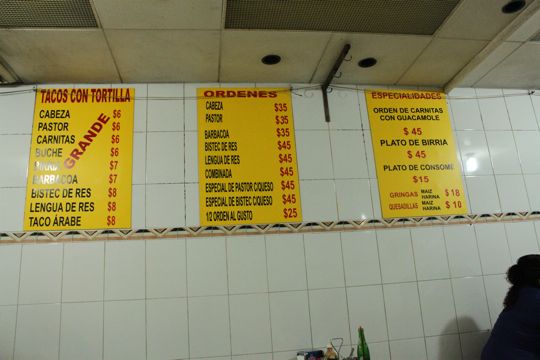 TACOS CON TORTILLA
GRANDE
CABEZA $6
PASTOR $6
CARNITAS $6
BUCHE $6
BIRRIA $7
BARBACOA $7
BISTEC DE RES $8
LENGUA DE RES $8
TACO ÁRABE $8
ORDENES
CABEZA $35
PASTOR $35
BARBACOA $35
BISTEC DE RES $45
LENGUA DE RES $45
COMBINADA $45
ESPECIAL DE PASTOR C/QUESO $45
ESPECIAL DE BISTEC C/QUESO $45
1/2 ORDEN AL GUSTO $25
ESPECIALIDADES
ORDEN DE CARNITAS
CON GUACAMOLE
$ 45
PLATO DE BIRRIA
$ 45
PLATO DE CONSOME
$15
GRINGAS MAIZ HARINA $ 18
QUESADILLAS MAIZ HARINA $ 10